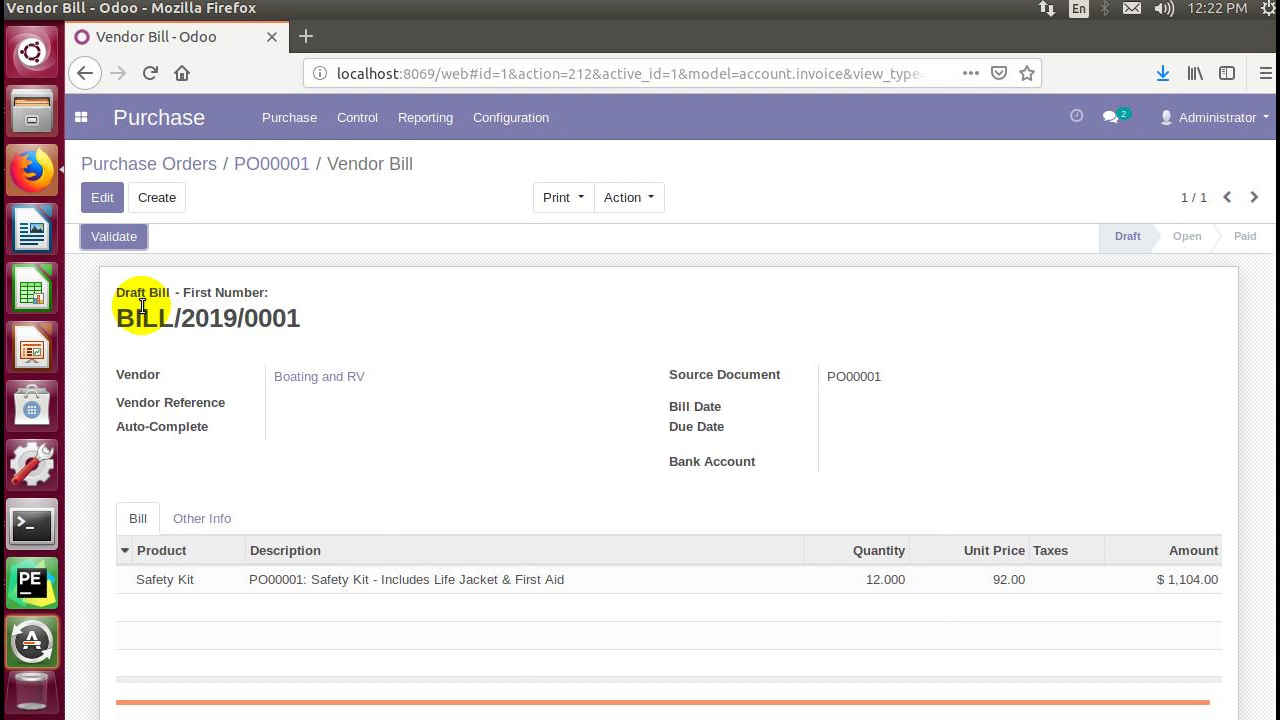 Vendor Bill - Odoo - Mozilla Firefox
En
12:22 PM
Vendor Bill - Odoo
localhost:8069/web#id=1&action=212&active_id=1&model=account.invoice&view_type=
Purchase
Purchase Control Reporting Configuration
2
Administrator
Purchase Orders / PO00001 / Vendor Bill
Edit Create
Print Action
1 / 1
Validate
Draft Open Paid
Draft Bill - First Number:
BILL/2019/0001
Vendor Boating and RV
Vendor Reference
Auto-Complete
Source Document PO00001
Bill Date
Due Date
Bank Account
Bill Other Info
Product Description Quantity Unit Price Taxes Amount
Safety Kit PO00001: Safety Kit - Includes Life Jacket & First Aid 12.000 92.00 $ 1,104.00
>_
PE
A